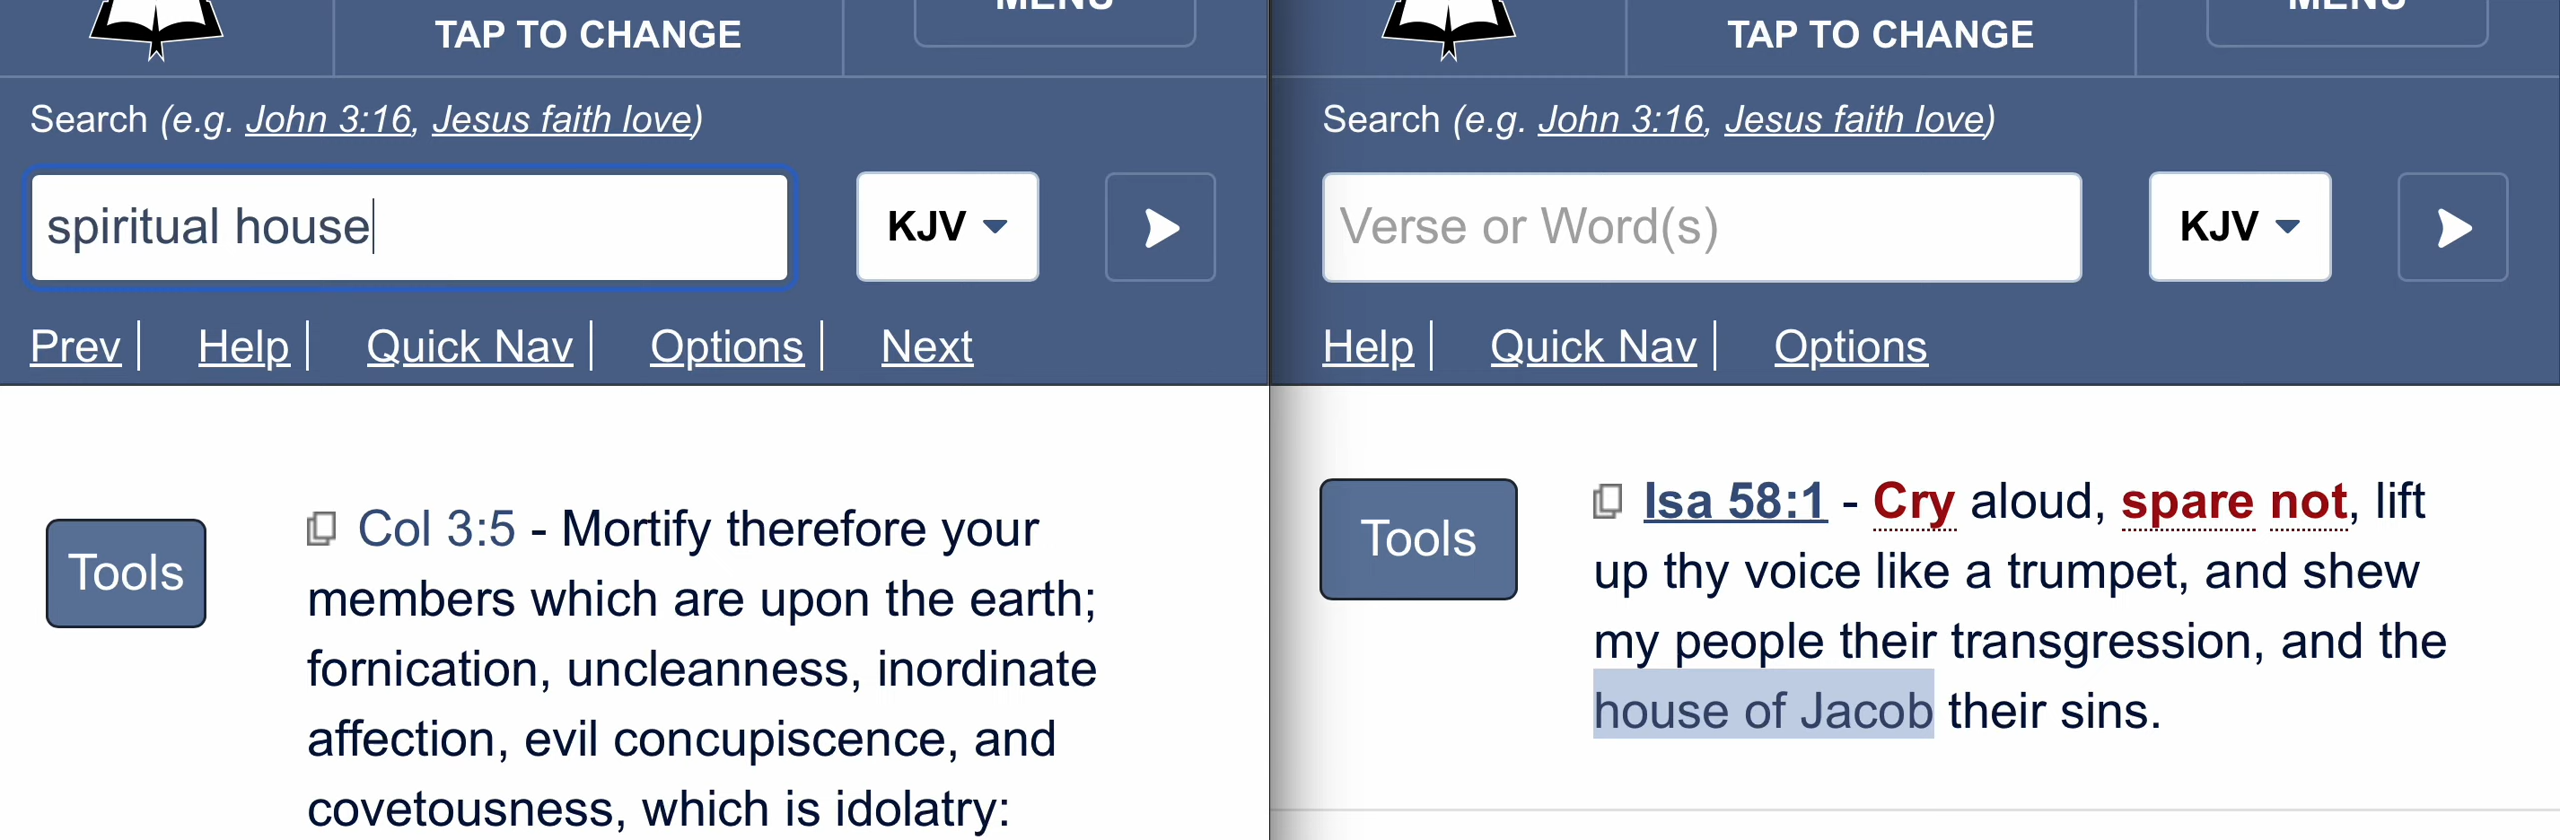 MENU
TAP TO CHANGE
Search (e.g. John 3:16, Jesus faith love)
spiritual house
KJV
Prev Help Quick Nav Options Next
Tools
Col 3:5 - Mortify therefore your
members which are upon the earth;
fornication, uncleanness, inordinate
affection, evil concupiscence, and
covetousness, which is idolatry:
MENU
TAP TO CHANGE
Search (e.g. John 3:16, Jesus faith love)
Verse or Word(s)
KJV
Help Quick Nav Options
Tools
Isa 58:1 - Cry aloud, spare not, lift
up thy voice like a trumpet, and shew
my people their transgression, and the
house of Jacob their sins.